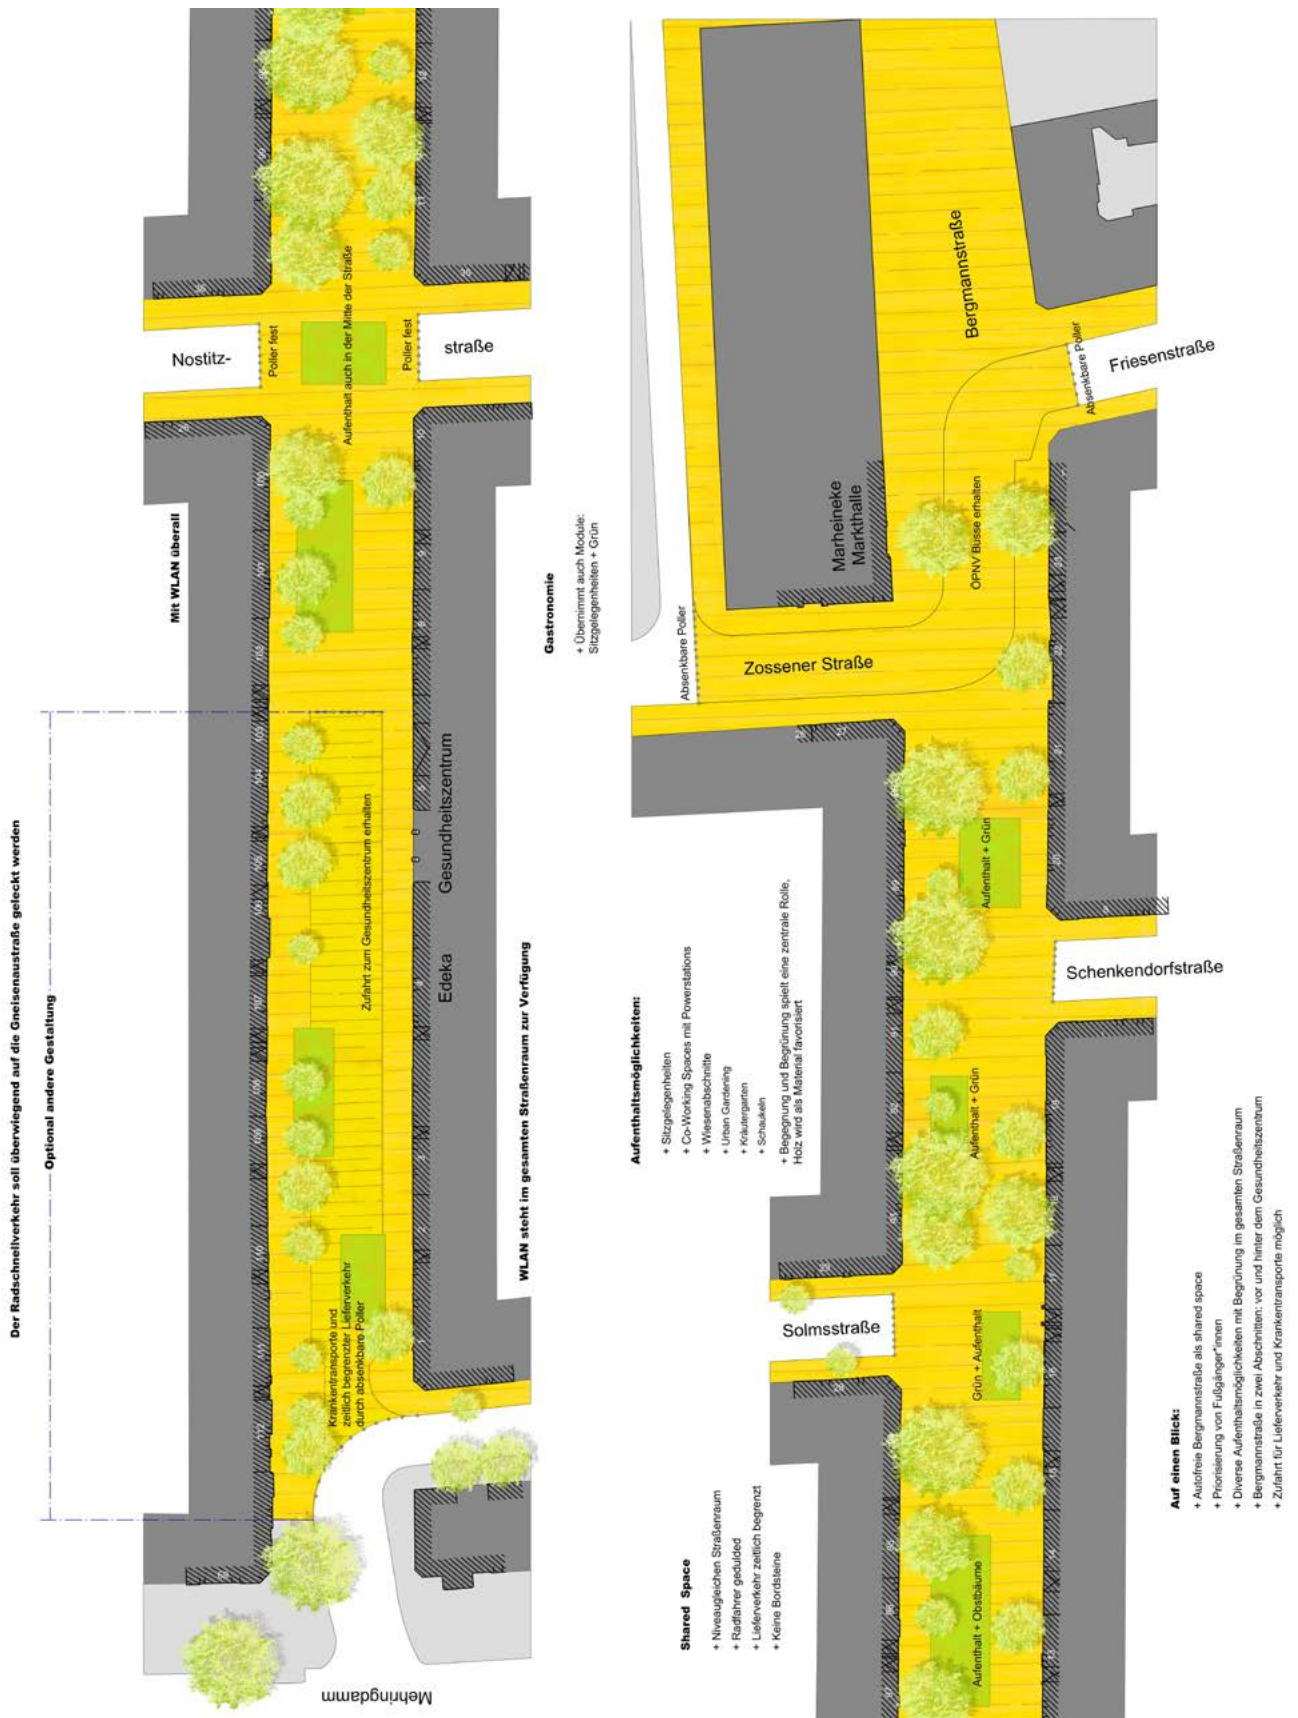 Der Radschnellverkehr soll überwiegend auf die Gneisenaustraße geleckt werden
Optional andere Gestaltung
Mit WLAN überall
Nostitz-
straße
Poller fest
Poller fest
Aufenthalt auch in der Mitte der Straße
Zufahrt zum Gesundheitszentrum erhalten
Krankentransporte und
zeitlich begrenzter Lieferverkehr
durch absenkbare Poller
Edeka
Gesundheitszentrum
Mehringdamm
WLAN steht im gesamten Straßenraum zur Verfügung
Gastronomie
+ Übernimmt auch Module:
Sitzgelegenheiten + Grün
Aufenthaltsmöglichkeiten:
+ Sitzgelegenheiten
+ Co-Working Spaces mit Powerstations
+ Wiesenabschnitte
+ Urban Gardening
+ Kräutergarten
+ Schaukeln
+ Begegnung und Begrünung spielt eine zentrale Rolle,
Holz wird als Material favorisiert
Shared Space
+ Niveaugleichen Straßenraum
+ Radfahrer gedulded
+ Lieferverkehr zeitlich begrenzt
+ Keine Bordsteine
Marheineke
Markthalle
Bergmannstraße
Absenkbare Poller
Friesenstraße
ÖPNV Busse erhalten
Absenkbare Poller
Zossener Straße
Aufenthalt + Grün
Schenkendorfstraße
Aufenthalt + Grün
Solmsstraße
Grün + Aufenthalt
Aufenthalt + Obstbäume
Auf einen Blick:
+ Autofreie Bergmannstraße als shared space
+ Priorisierung von Fußgänger*innen
+ Diverse Aufenthaltsmöglichkeiten mit Begrünung im gesamten Straßenraum
+ Bergmannstraße in zwei Abschnitten: vor und hinter dem Gesundheitszentrum
+ Zufahrt für Lieferverkehr und Krankentransporte möglich